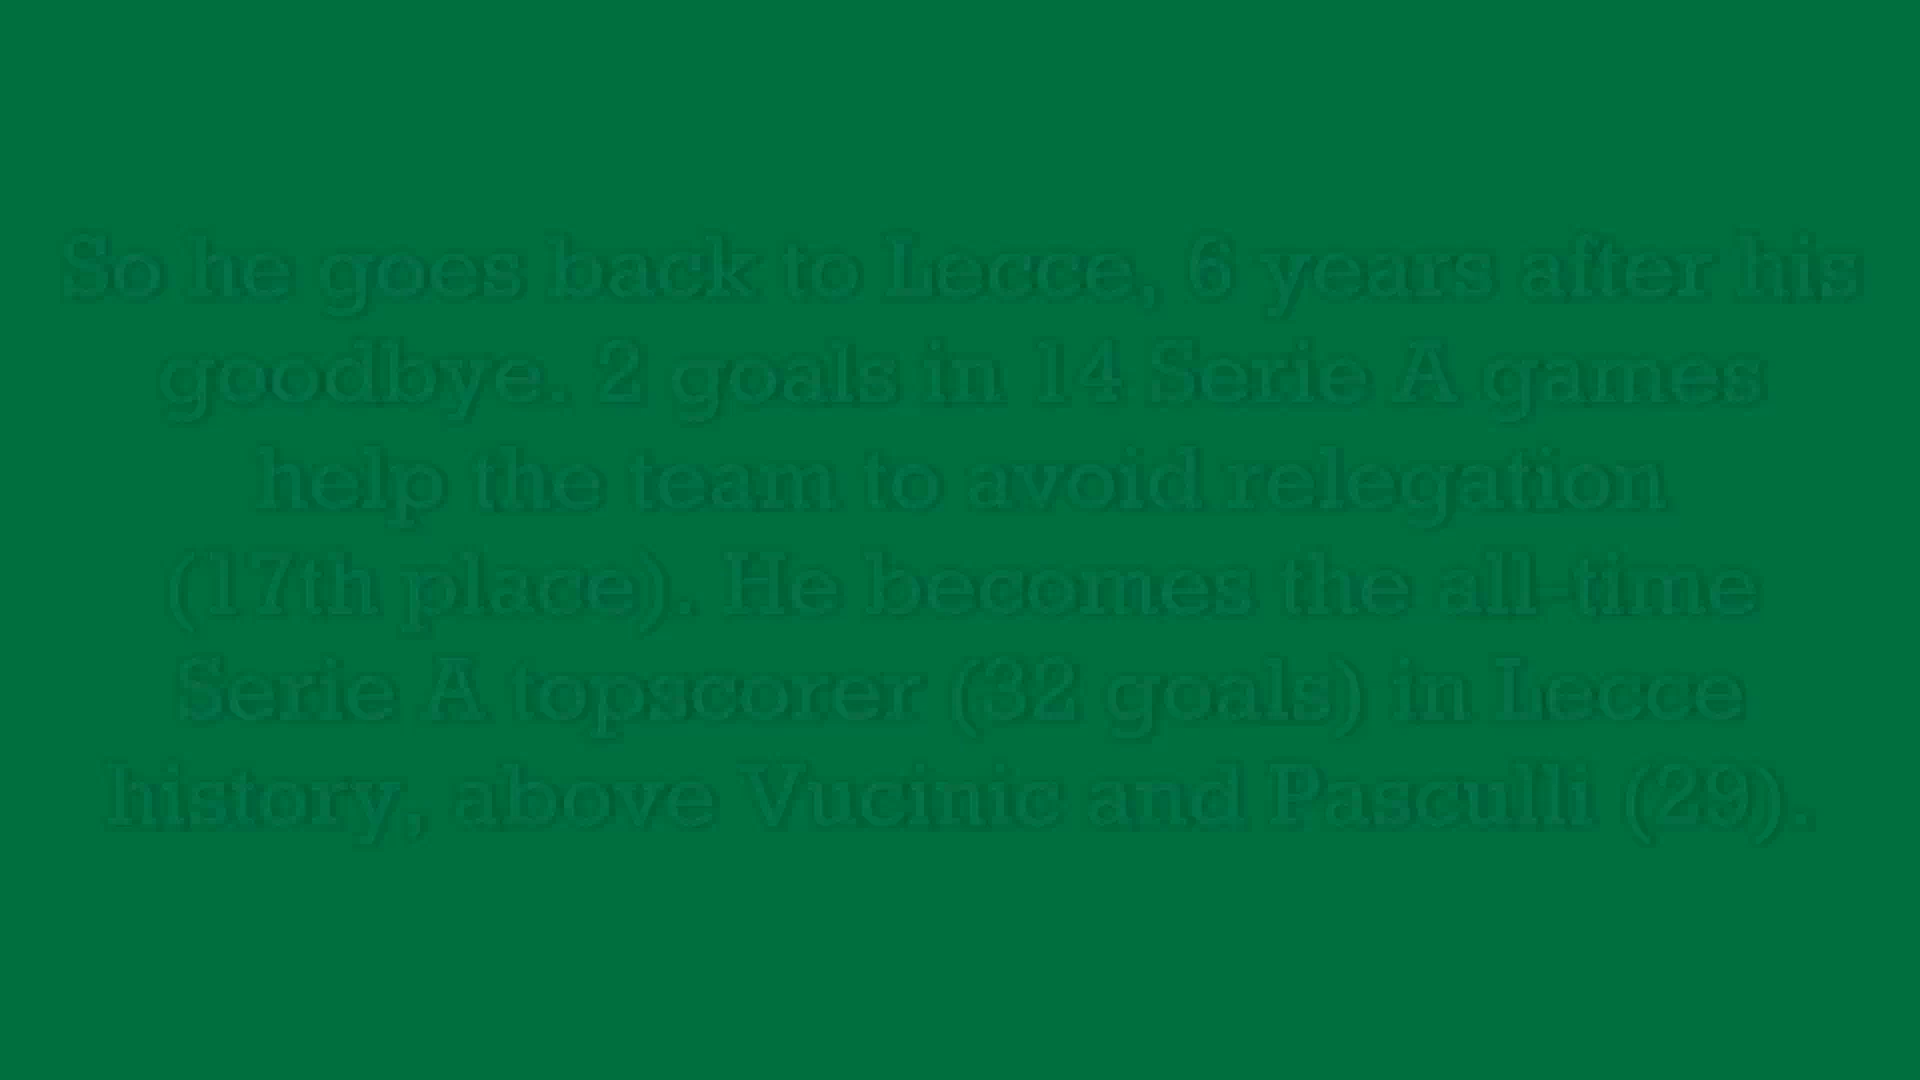 So he goes back to Lecce, 6 years after his
goodbye. 2 goals in 14 Serie A games
help the team to avoid relegation
(17th place). He becomes the all-time
Serie A topscorer (32 goals) in Lecce
history, above Vucinic and Pasculli (29).